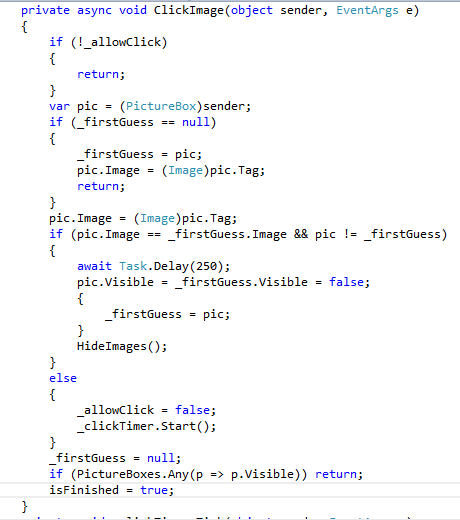 private async void ClickImage(object sender, EventArgs e)
{
    if (!_allowClick)
    {
        return;
    }
    var pic = (PictureBox)sender;
    if (_firstGuess == null)
    {
        _firstGuess = pic;
        pic.Image = (Image)pic.Tag;
        return;
    }
    pic.Image = (Image)pic.Tag;
    if (pic.Image == _firstGuess.Image && pic != _firstGuess)
    {
        await Task.Delay(250);
        pic.Visible = _firstGuess.Visible = false;
        {
            _firstGuess = pic;
        }
        HideImages();
    }
    else
    {
        _allowClick = false;
        _clickTimer.Start();
    }
    _firstGuess = null;
    if (PictureBoxes.Any(p => p.Visible)) return;
    isFinished = true;
}